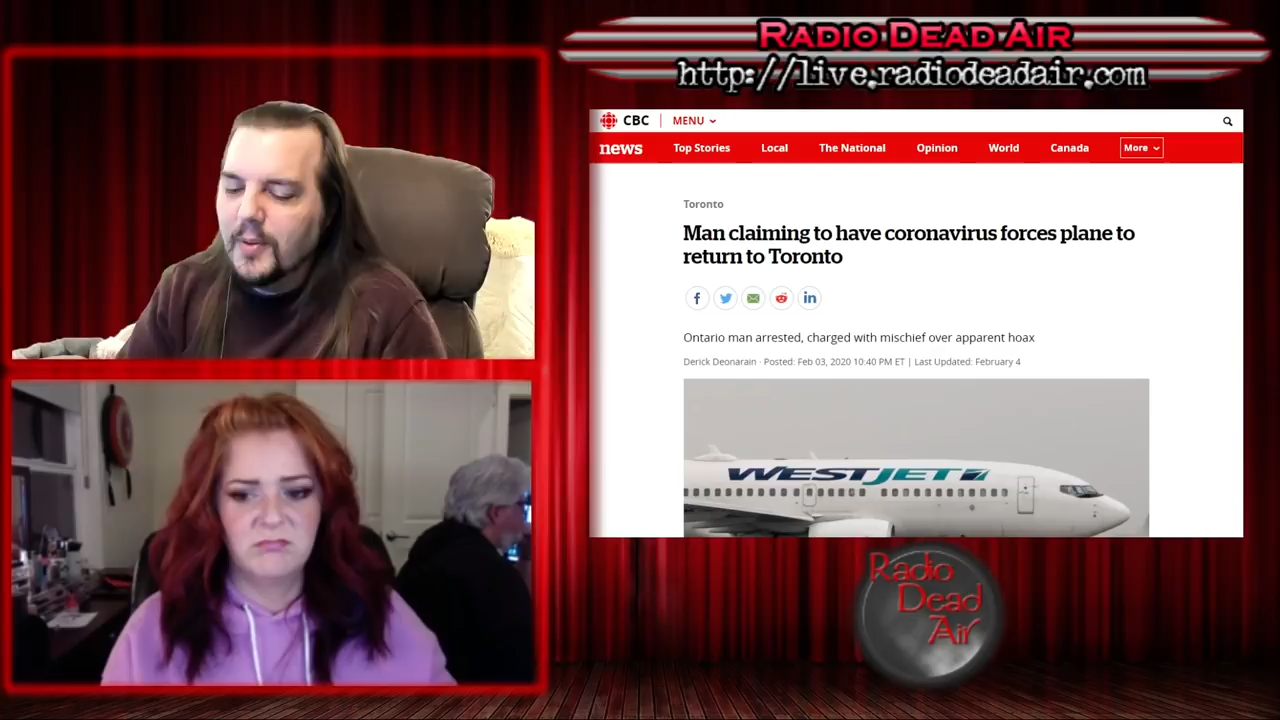 Radio Dead Air
http://live.radiodeadair.com
CBC MENU
news Top Stories Local The National Opinion World Canada More
Toronto
Man claiming to have coronavirus forces plane to
return to Toronto
Ontario man arrested, charged with mischief over apparent hoax
Derick Deonarain · Posted: Feb 03, 2020 10:40 PM ET | Last Updated: February 4
WESTJET
Radio
Dead
Air